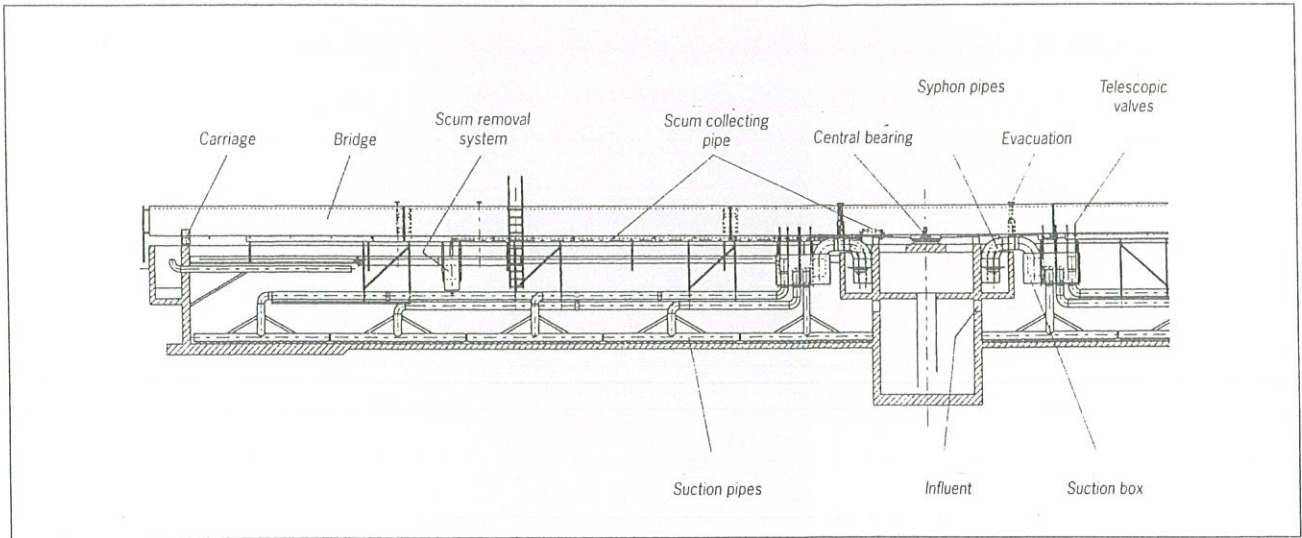 Syphon pipes
Telescopic
valves
Scum removal
system
Scum collecting
pipe
Carriage
Bridge
Central bearing
Evacuation
Suction pipes
Influent
Suction box